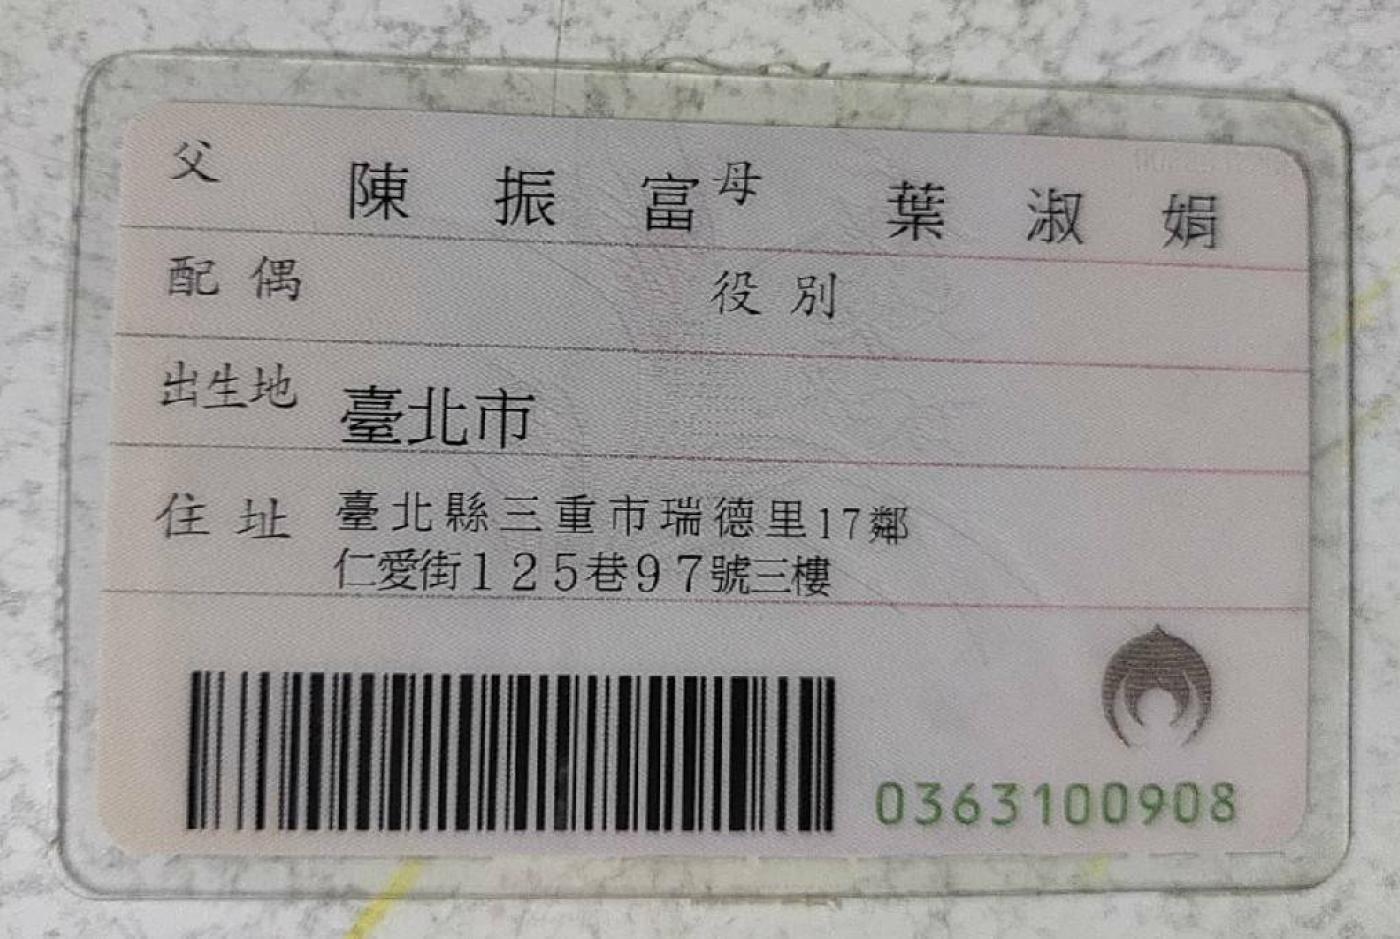 父 陳振富 母 葉淑娟
配偶 役別
出生地 臺北市
住址 臺北縣三重市瑞德里17鄰
仁愛街125巷97號三樓
0363100908